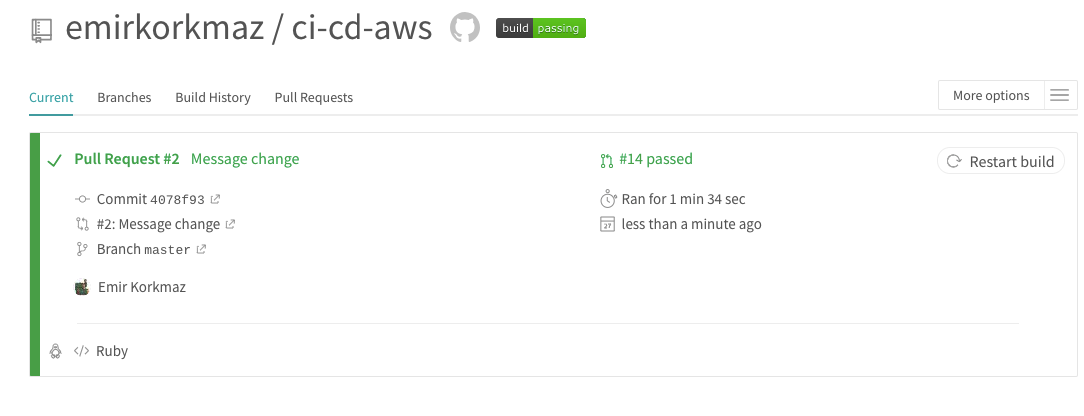 emirkorkmaz / ci-cd-aws build passing
Current Branches Build History Pull Requests More options
Pull Request #2 Message change #14 passed Restart build
Commit 4078f93 Ran for 1 min 34 sec
#2: Message change less than a minute ago
Branch master
Emir Korkmaz
</> Ruby